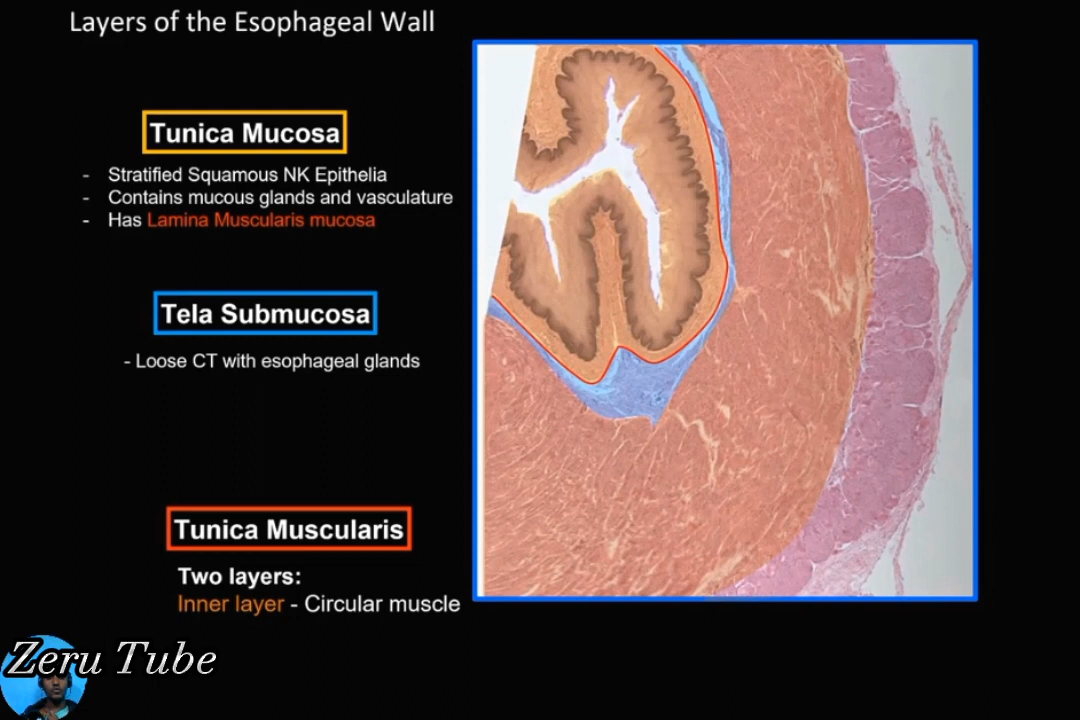 Layers of the Esophageal Wall
Tunica Mucosa
- Stratified Squamous NK Epithelia
- Contains mucous glands and vasculature
- Has Lamina Muscularis mucosa
Tela Submucosa
- Loose CT with esophageal glands
Tunica Muscularis
Two layers:
Inner layer - Circular muscle
Zeru Tube